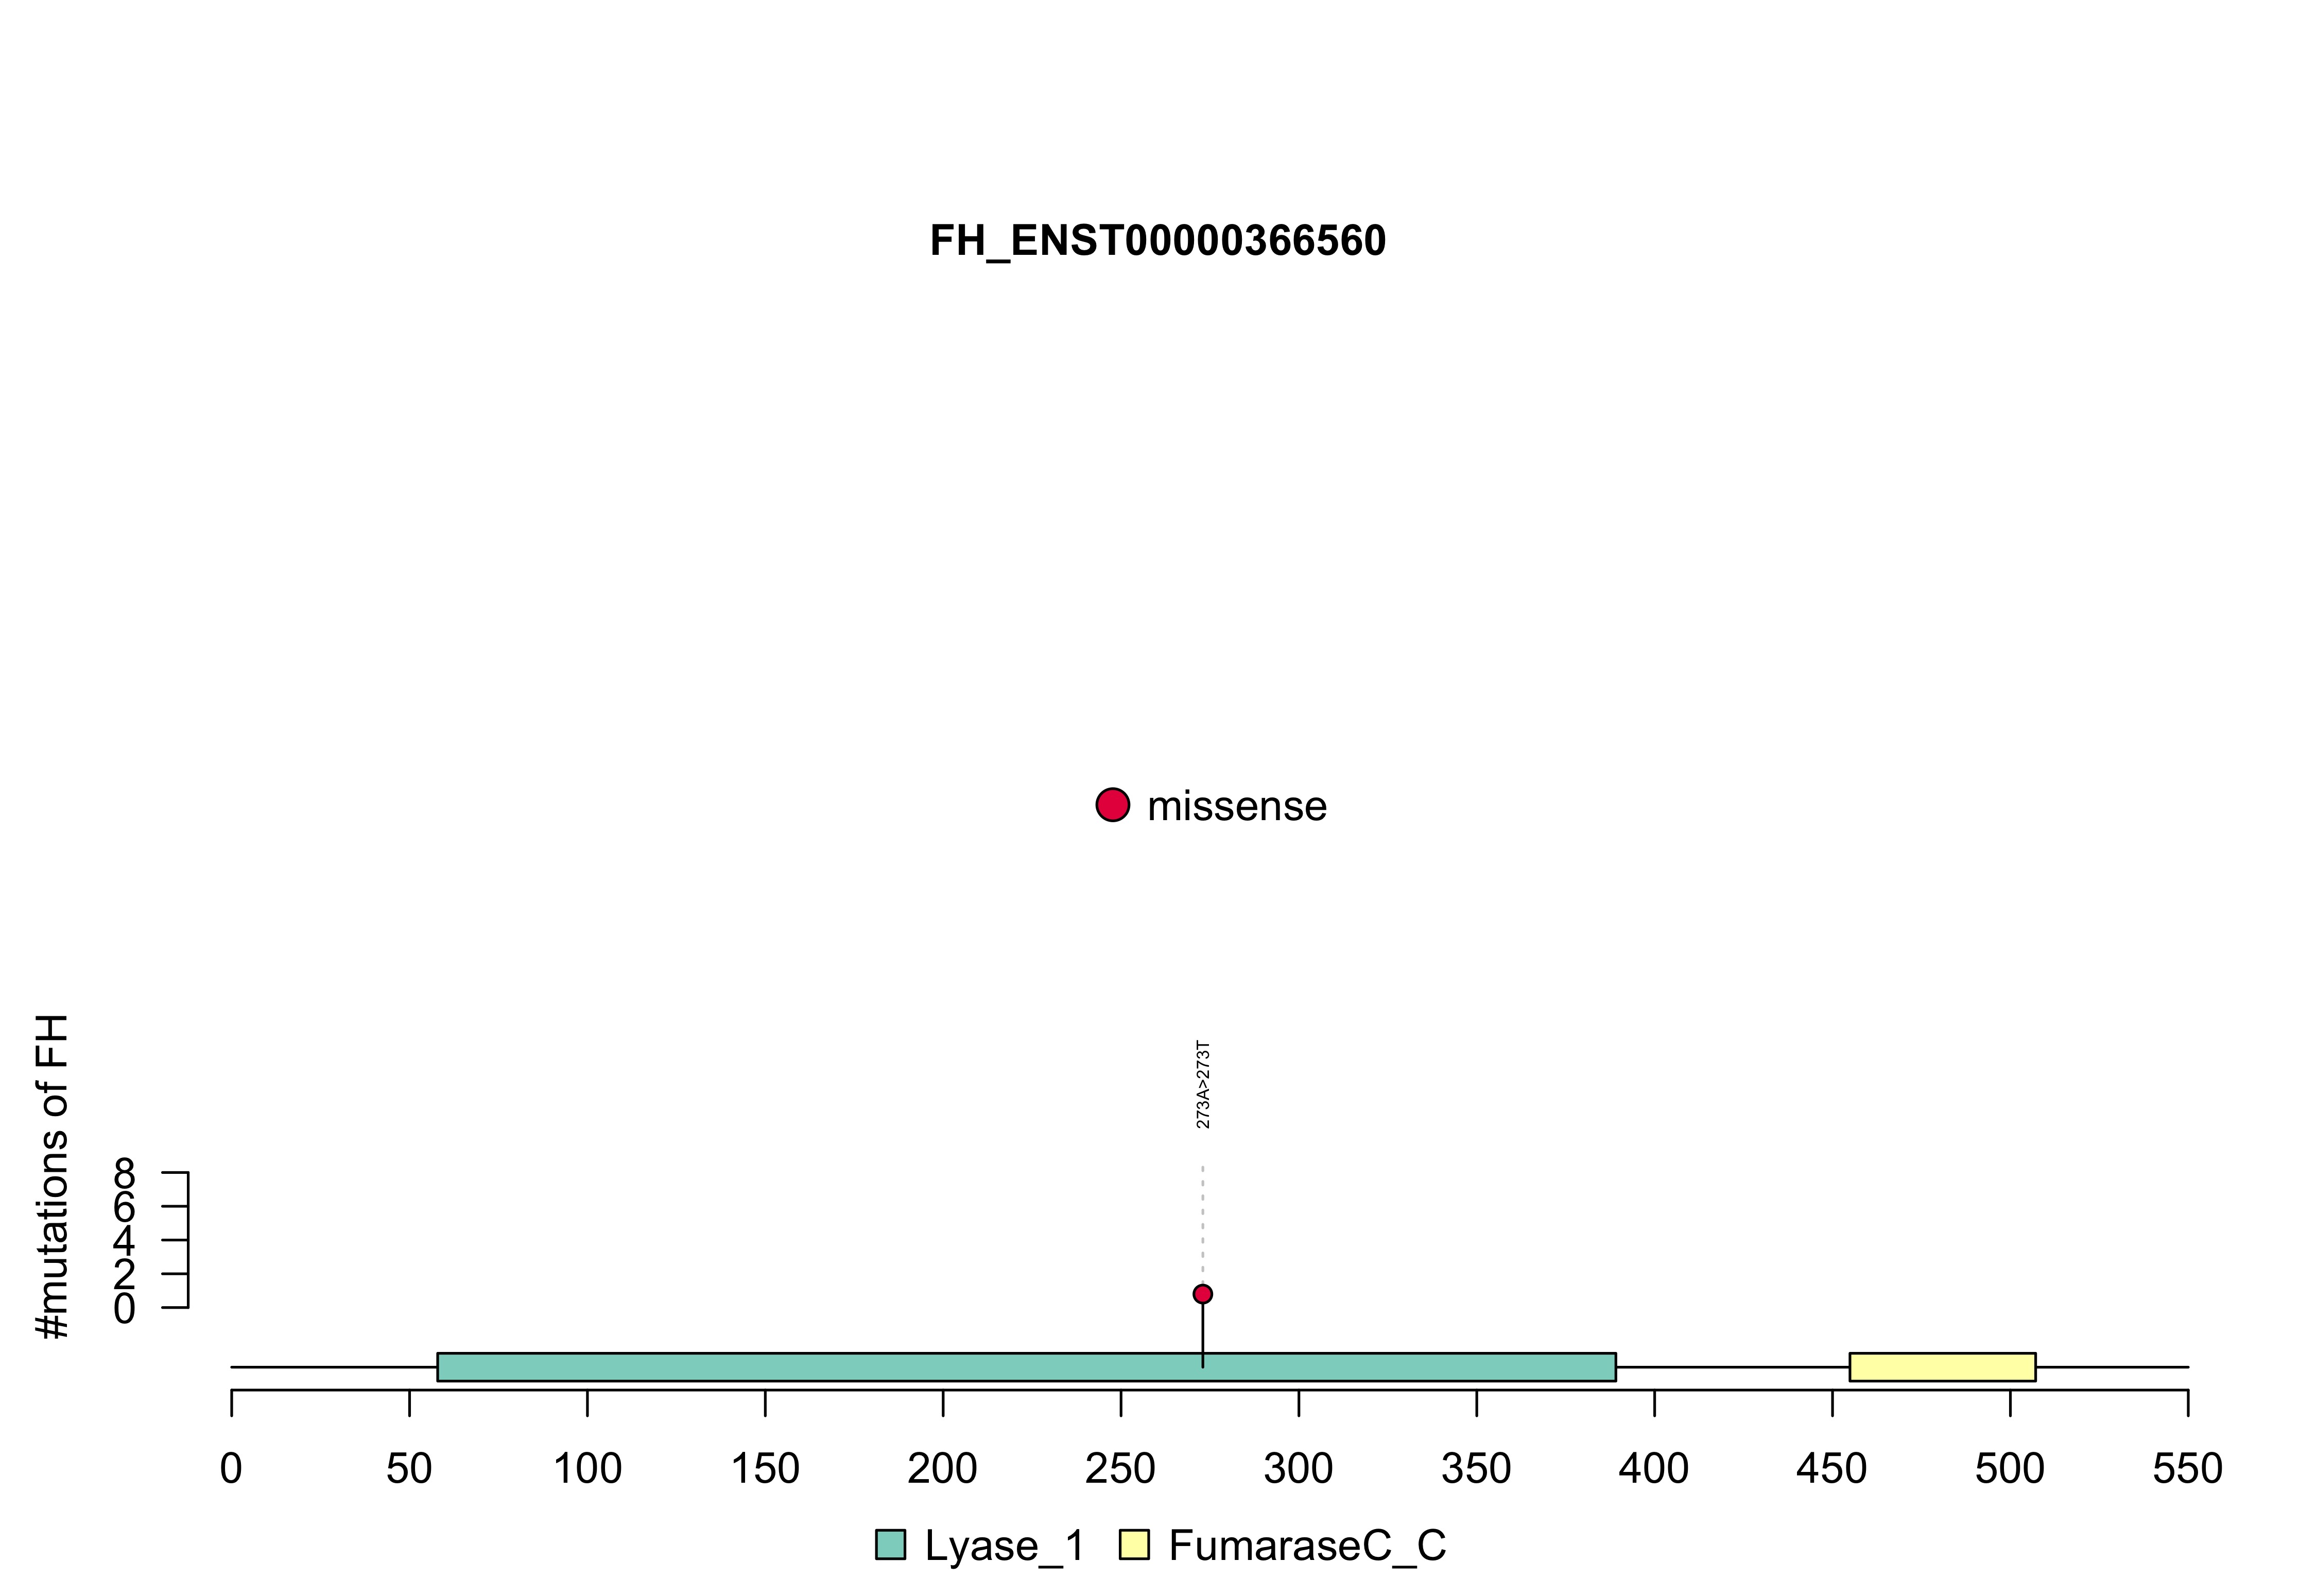 FH_ENST00000366560
missense
#mutations of FH
273A>273T
8
6
4
2
0
0 50 100 150 200 250 300 350 400 450 500 550
Lyase_1 FumaraseC_C